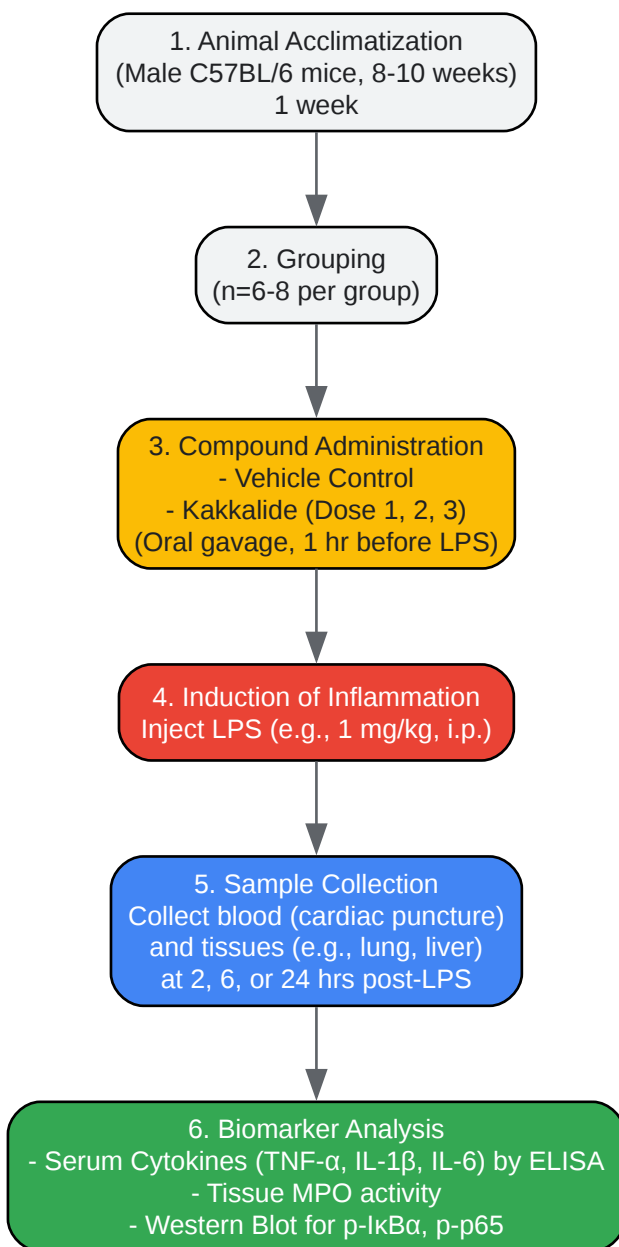 1. Animal Acclimatization
(Male C57BL/6 mice, 8-10 weeks)
1 week
2. Grouping
(n=6-8 per group)
3. Compound Administration
- Vehicle Control
- Kakkalide (Dose 1, 2, 3)
(Oral gavage, 1 hr before LPS)
4. Induction of Inflammation
Inject LPS (e.g., 1 mg/kg, i.p.)
5. Sample Collection
Collect blood (cardiac puncture)
and tissues (e.g., lung, liver)
at 2, 6, or 24 hrs post-LPS
6. Biomarker Analysis
- Serum Cytokines (TNF-α, IL-1β, IL-6) by ELISA
- Tissue MPO activity
- Western Blot for p-IκBα, p-p65